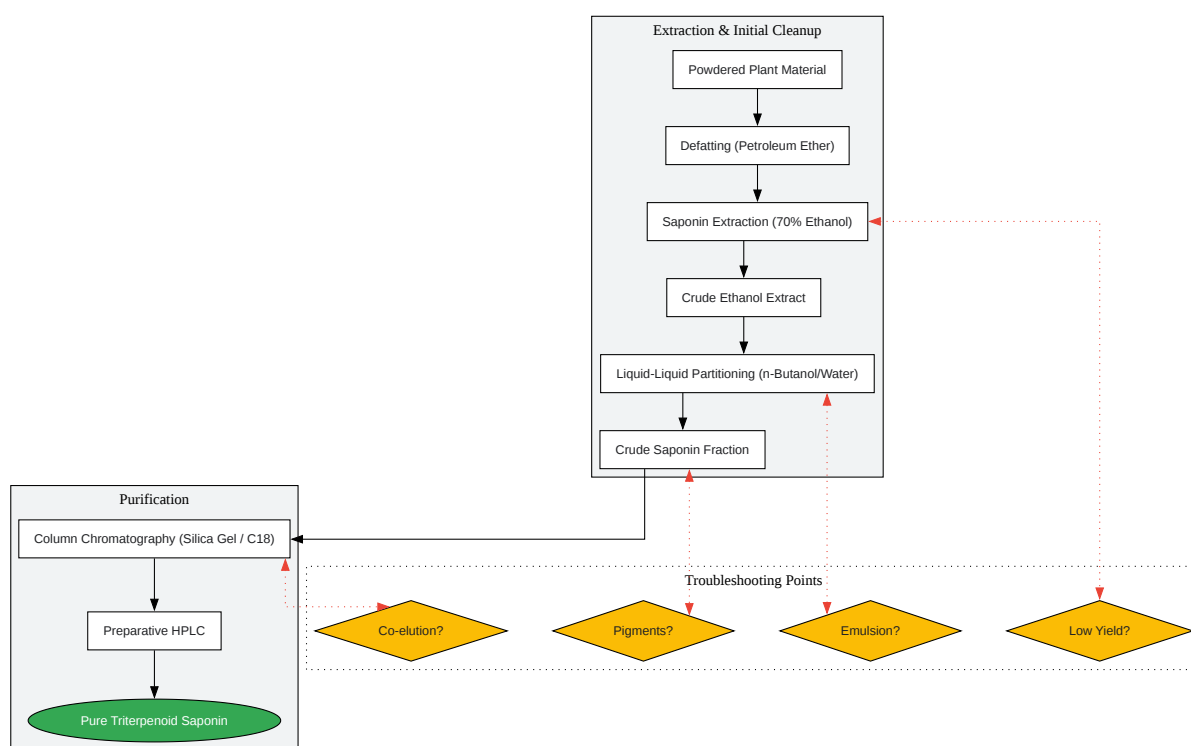 Extraction & Initial Cleanup
Powdered Plant Material
Defatting (Petroleum Ether)
Saponin Extraction (70% Ethanol)
Crude Ethanol Extract
Liquid-Liquid Partitioning (n-Butanol/Water)
Crude Saponin Fraction
Purification
Column Chromatography (Silica Gel / C18)
Preparative HPLC
Pure Triterpenoid Saponin
Troubleshooting Points
Co-elution?
Pigments?
Emulsion?
Low Yield?